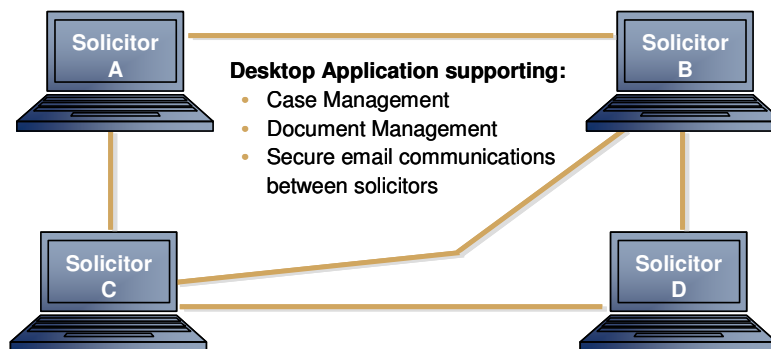 Solicitor
A
Solicitor
B
Desktop Application supporting:
• Case Management
• Document Management
• Secure email communications
between solicitors
Solicitor
C
Solicitor
D